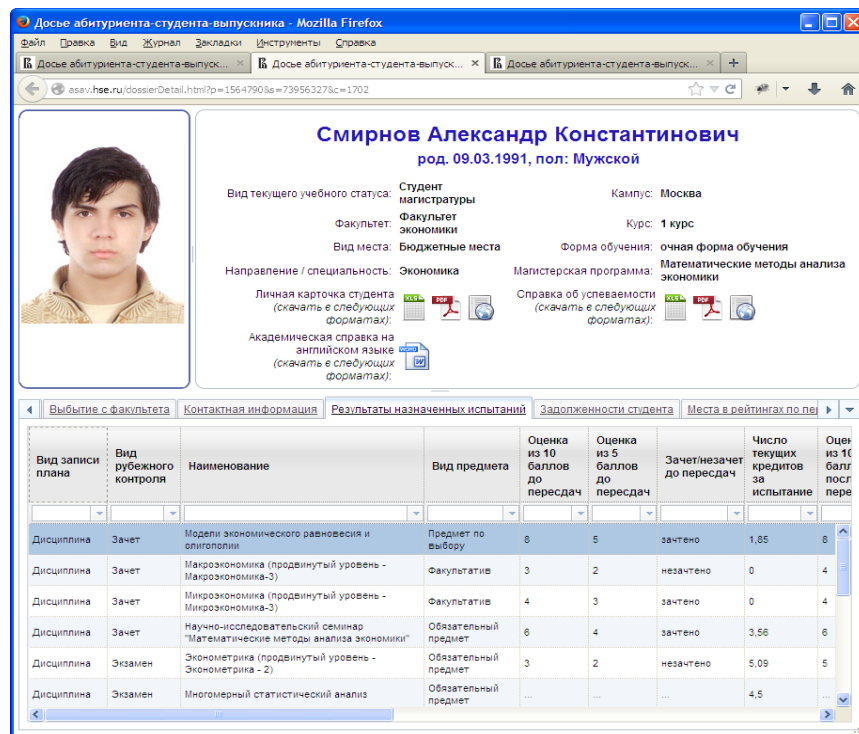 Досье абитуриента-студента-выпускника - Mozilla Firefox
Файл Правка Вид Журнал Закладки Инструменты Справка
Досье абитуриента-студента-выпуск... × Досье абитуриента-студента-выпуск... × Досье абитуриента-студента-выпуск... × +
asav.hse.ru/dossierDetail.html?p=1564790&s=73956327&c=1702
Смирнов Александр Константинович
род. 09.03.1991, пол: Мужской
Вид текущего учебного статуса: Студент магистратуры Кампус: Москва
Факультет: Факультет экономики Курс: 1 курс
Вид места: Бюджетные места Форма обучения: очная форма обучения
Направление / специальность: Экономика Магистерская программа: Математические методы анализа экономики
Личная карточка студента (скачать в следующих форматах): XLS PDF Справка об успеваемости (скачать в следующих форматах): XLS PDF
Академическая справка на английском языке (скачать в следующих форматах): WORD W
Выбытие с факультета Контактная информация Результаты назначенных испытаний Задолженности студента Места в рейтингах по пе
Вид записи плана Вид рубежного контроля Наименование Вид предмета Оценка из 10 баллов до пересдач Оценка из 5 баллов до пересдач Зачет/незачет до пересдач Число текущих кредитов за испытание
Дисциплина Зачет Модели экономического равновесия и олигополии Предмет по выбору 8 5 зачтено 1,85 8
Дисциплина Зачет Макроэкономика (продвинутый уровень - Макроэкономика-3) Факультатив 3 2 незачтено 0 4
Дисциплина Зачет Микроэкономика (продвинутый уровень - Микроэкономика-3) Факультатив 4 3 зачтено 0 4
Дисциплина Зачет Научно-исследовательский семинар "Математические методы анализа экономики" Обязательный предмет 6 4 зачтено 3,56 6
Дисциплина Экзамен Эконометрика (продвинутый уровень - Эконометрика - 2) Обязательный предмет 3 2 незачтено 5,09 5
Дисциплина Экзамен Многомерный статистический анализ Обязательный предмет ... ... ... 4,5 ...